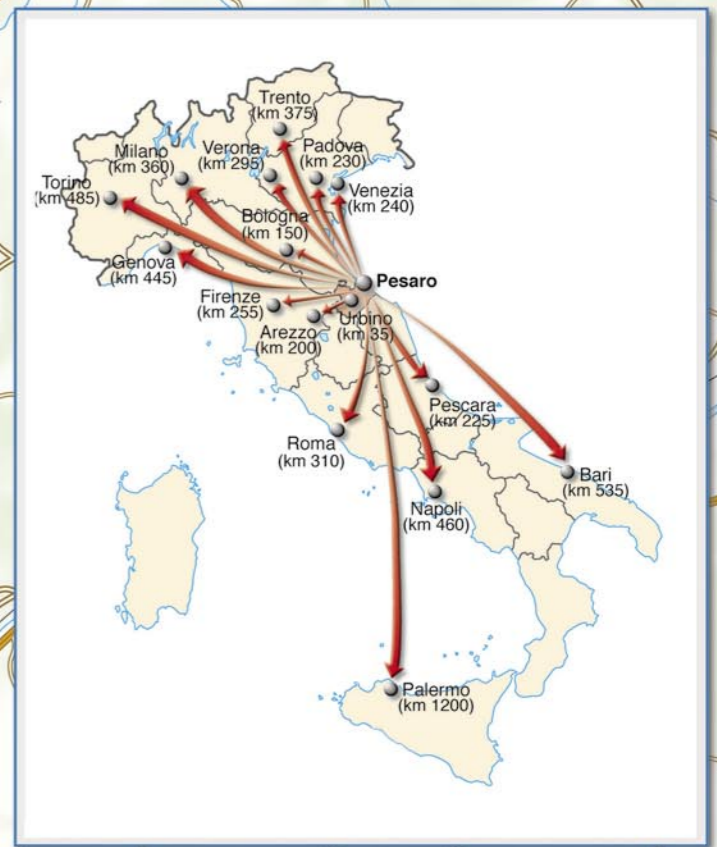 Trento
(km 375)
Milano
(km 360)
Verona
(km 295)
Padova
(km 230)
Torino
(km 485)
Venezia
(km 240)
Bologna
(km 150)
Genova
(km 445)
Pesaro
Firenze
(km 255)
Arezzo
(km 200)
Urbino
(km 35)
Pescara
(km 225)
Roma
(km 310)
Bari
(km 535)
Napoli
(km 460)
Palermo
(km 1200)